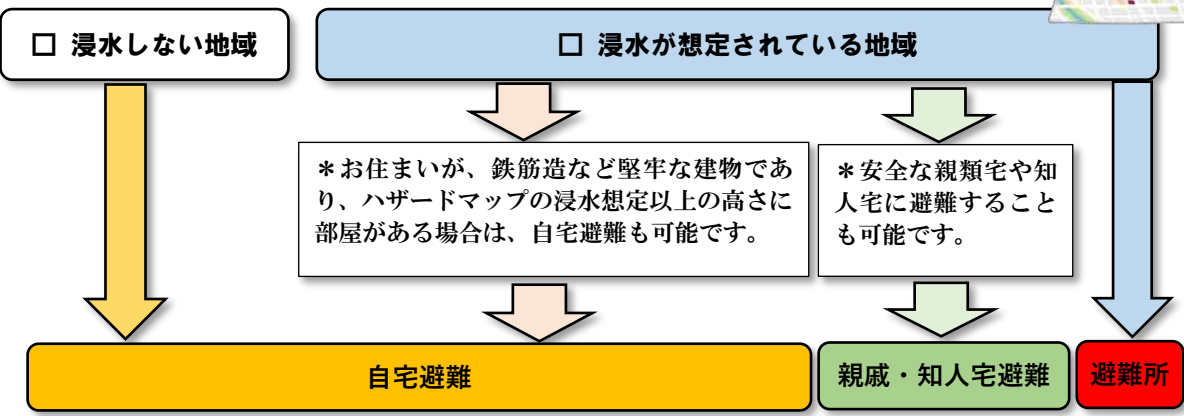 □ 浸水しない地域
□ 浸水が想定されている地域
＊お住まいが、鉄筋造など堅牢な建物であ
り、ハザードマップの浸水想定以上の高さに
部屋がある場合は、自宅避難も可能です。
＊安全な親類宅や知
人宅に避難すること
も可能です。
自宅避難
親戚・知人宅避難
避難所